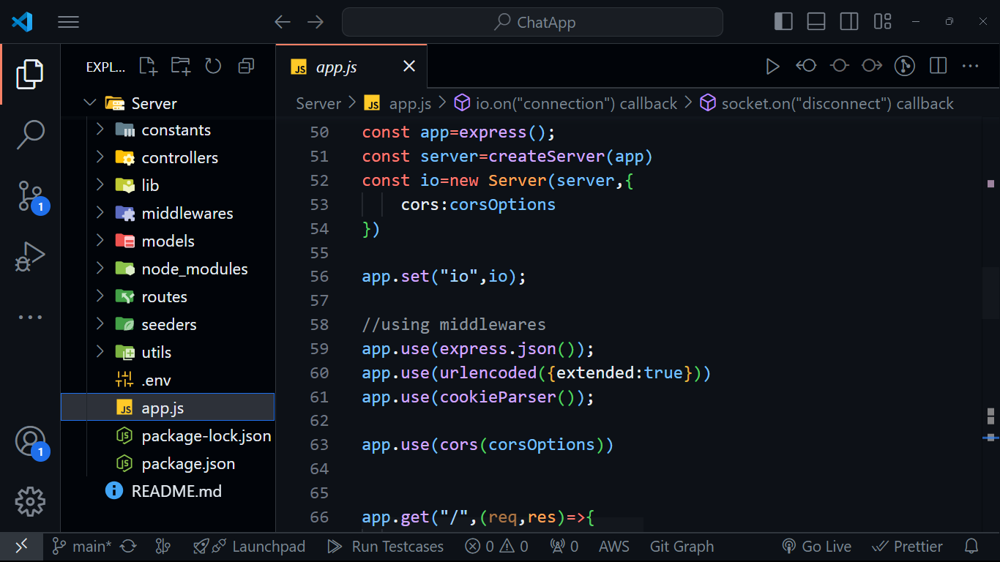 ChatApp
EXPL...
Server
constants
controllers
lib
middlewares
models
node_modules
routes
seeders
utils
.env
JS app.js
package-lock.json
package.json
README.md
1
1
JS app.js
Server > JS app.js > io.on("connection") callback > socket.on("disconnect") callback
50 const app=express();
51 const server=createServer(app)
52 const io=new Server(server,{
53 cors:corsOptions
54 })
55
56 app.set("io",io);
57
58 //using middlewares
59 app.use(express.json());
60 app.use(urlencoded({extended:true}))
61 app.use(cookieParser());
62
63 app.use(cors(corsOptions))
64
65
66 app.get("/",(req,res)=>{
main* Launchpad Run Testcases 0 0 0 AWS Git Graph Go Live Prettier